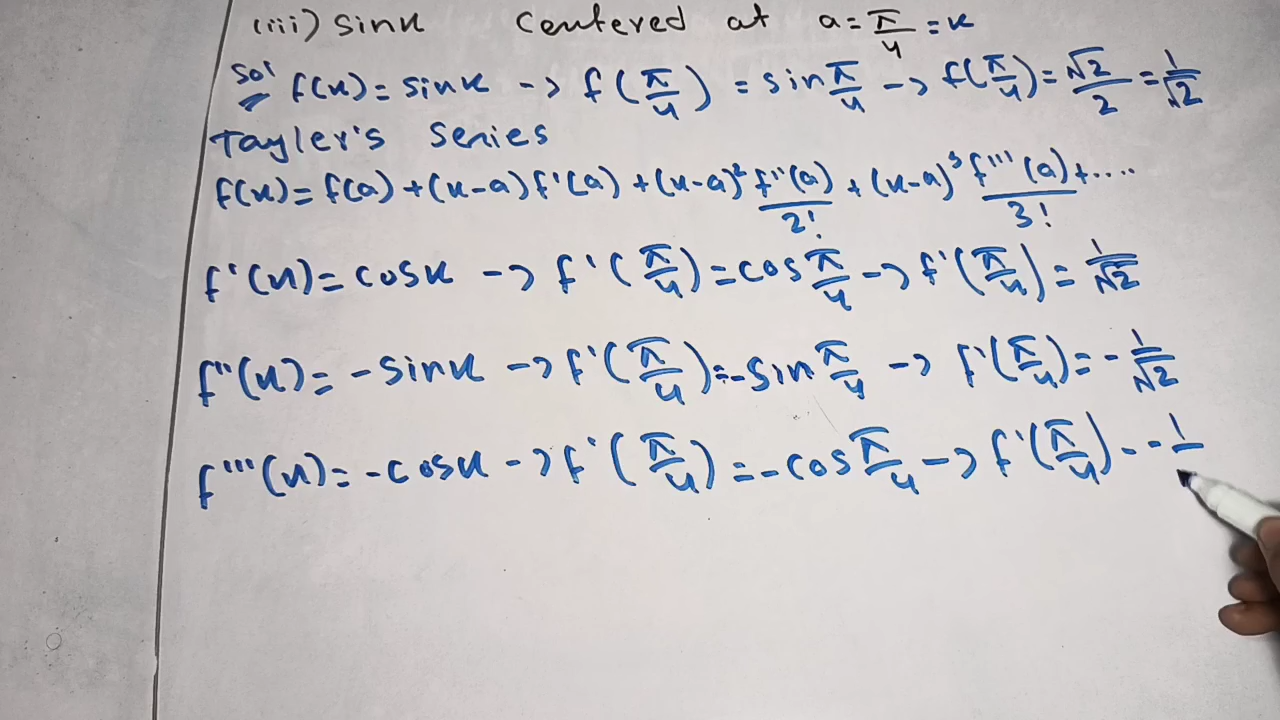 (iii) sinx centered at a = π/4 = x
Sol f(x) = sinx -> f(π/4) = sin π/4 -> f(π/4) = √2/2 = 1/√2
Tayler's Series
f(x) = f(a) + (x-a) f'(a) + (x-a)² f''(a)/2! + (x-a)³ f'''(a)/3! + ....
f'(x) = cosx -> f'(π/4) = cos π/4 -> f'(π/4) = 1/√2
f''(x) = -sinx -> f'(π/4) = -sin π/4 -> f'(π/4) = -1/√2
f'''(x) = -cosx -> f'(π/4) = -cos π/4 -> f'(π/4) - -1/